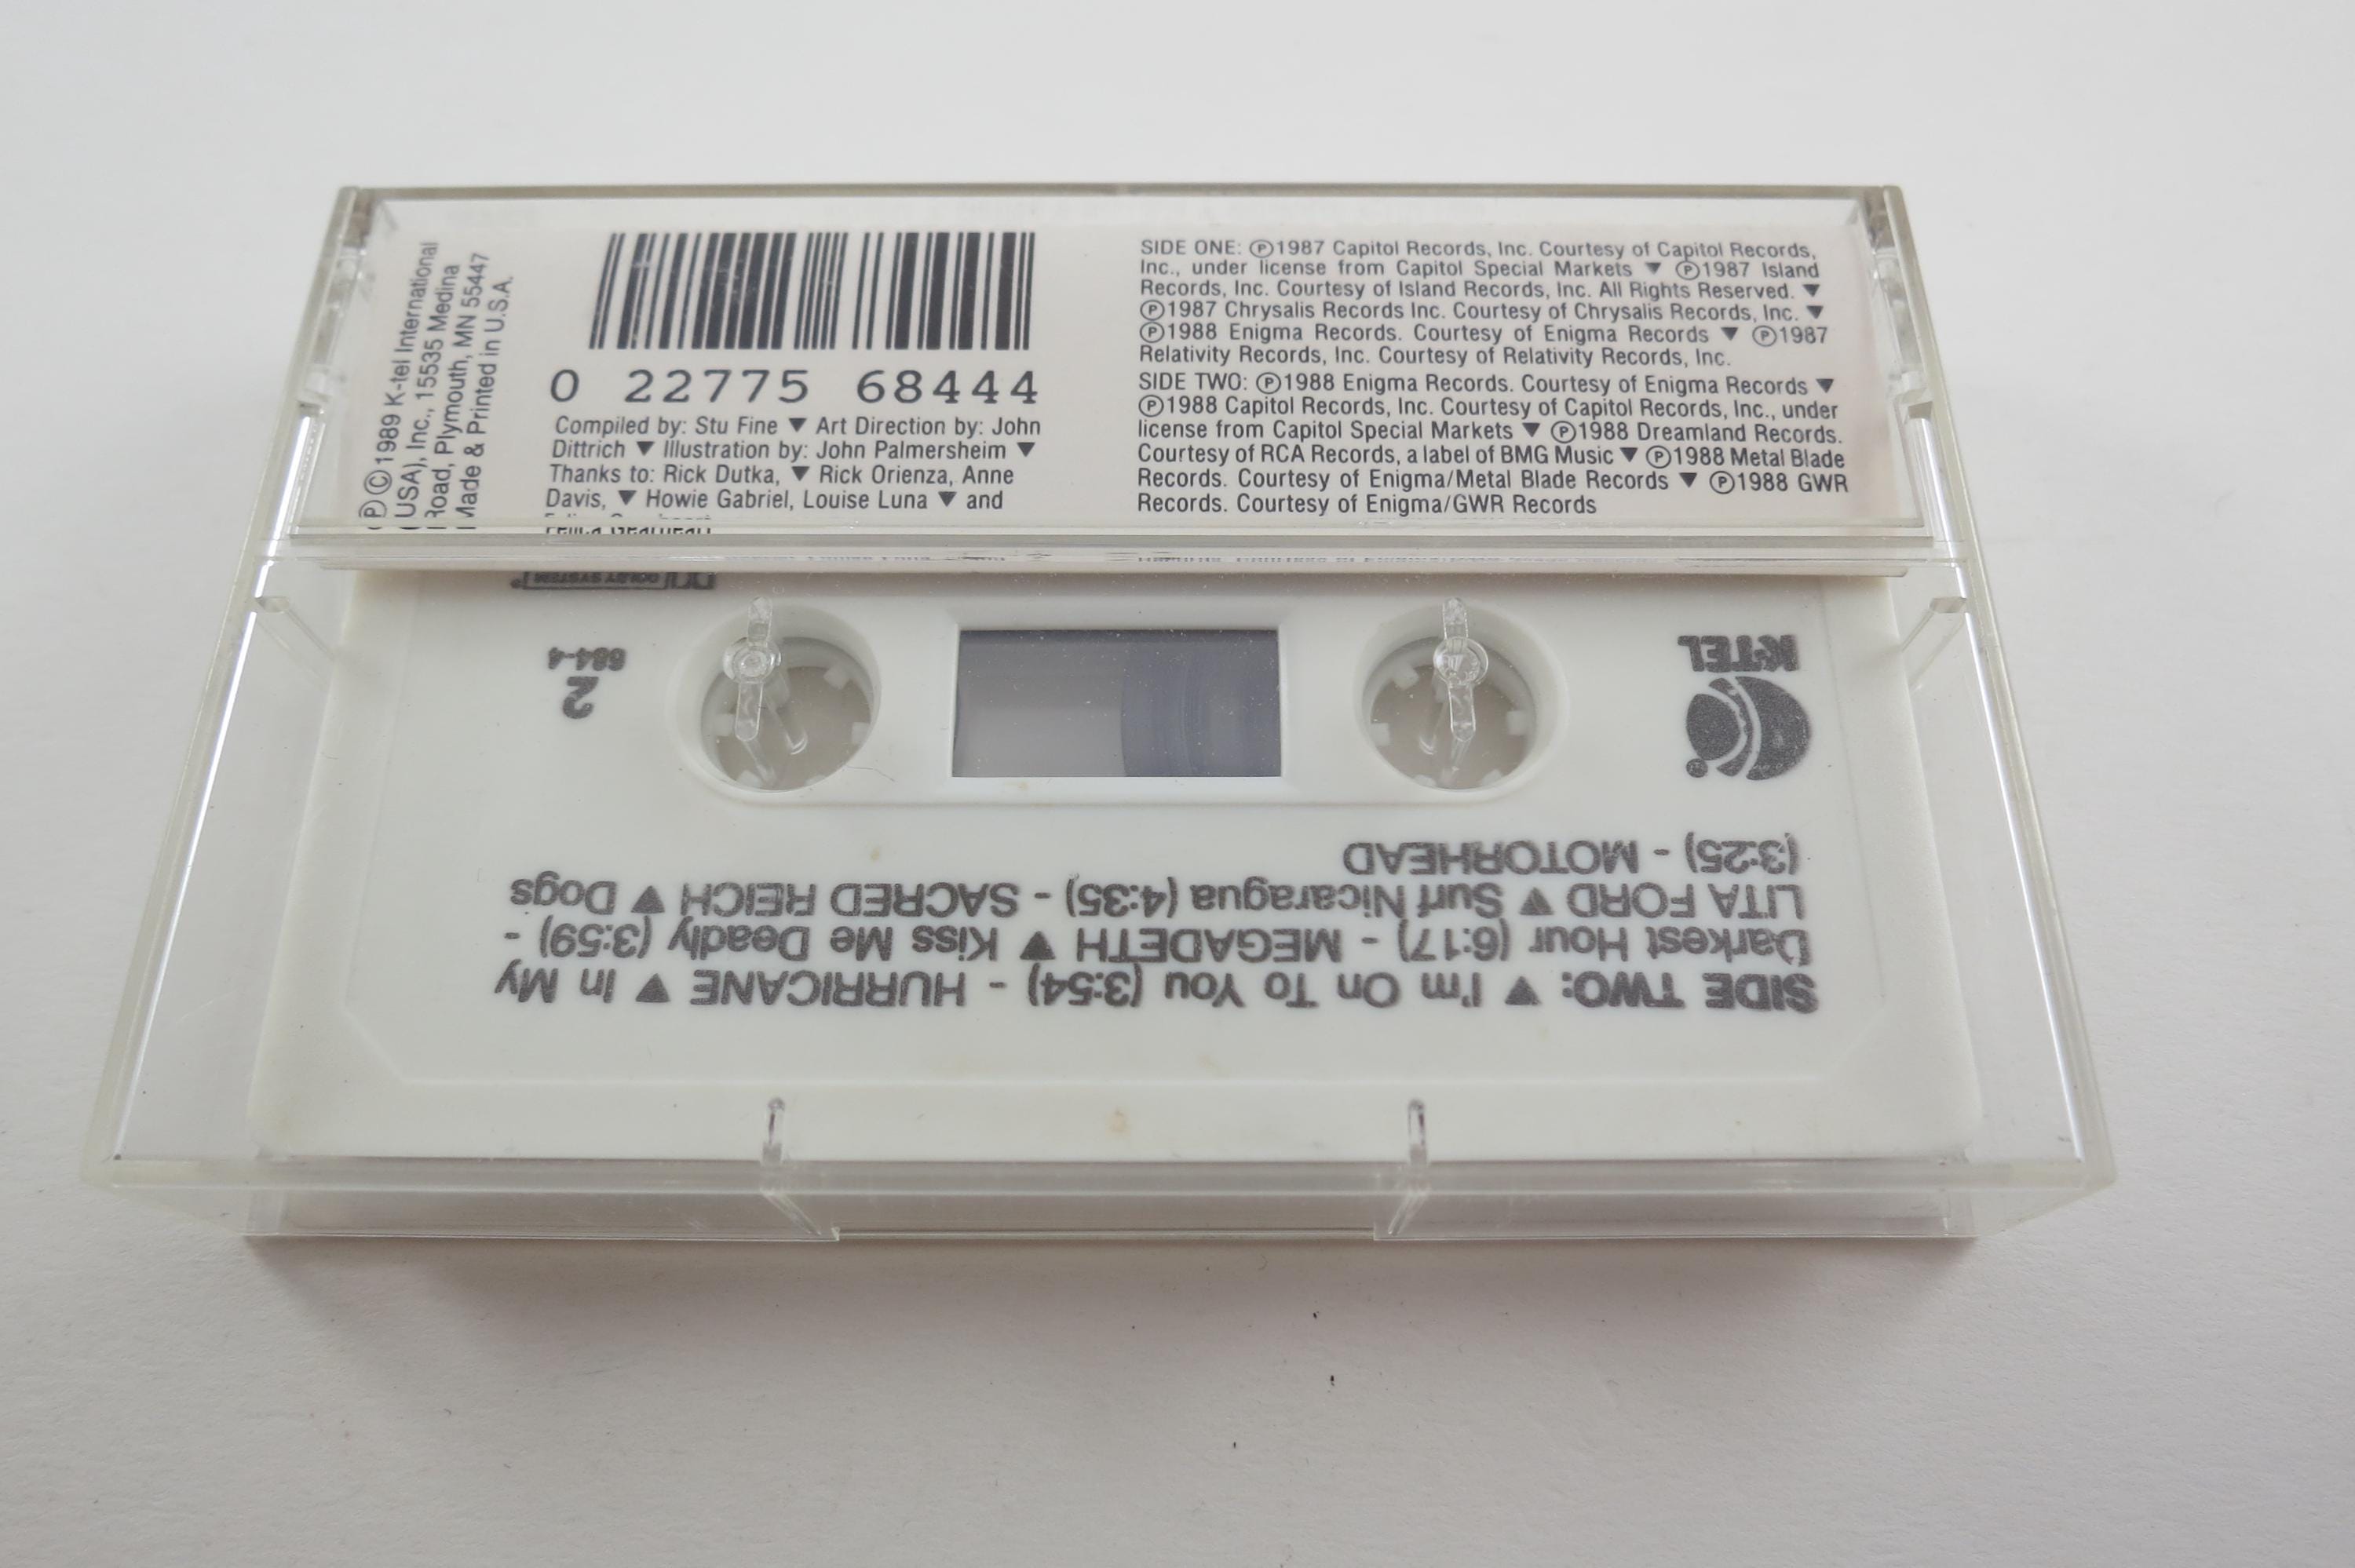 ℗©1989 K-tel International
(USA), Inc., 15535 Medina
Road, Plymouth, MN 55447
Made & Printed in U.S.A.
0 22775 68444
Compiled by: Stu Fine ▼ Art Direction by: John
Dittrich ▼ Illustration by: John Palmersheim ▼
Thanks to: Rick Dutka, ▼ Rick Orienza, Anne
Davis, ▼ Howie Gabriel, Louise Luna ▼ and
SIDE ONE: ℗1987 Capitol Records, Inc. Courtesy of Capitol Records,
Inc., under license from Capitol Special Markets ▼ ℗1987 Island
Records, Inc. Courtesy of Island Records, Inc. All Rights Reserved. ▼
℗1987 Chrysalis Records Inc. Courtesy of Chrysalis Records, Inc. ▼
℗1988 Enigma Records. Courtesy of Enigma Records ▼ ℗1987
Relativity Records, Inc. Courtesy of Relativity Records, Inc.
SIDE TWO: ℗1988 Enigma Records. Courtesy of Enigma Records ▼
℗1988 Capitol Records, Inc. Courtesy of Capitol Records, Inc., under
license from Capitol Special Markets ▼ ℗1988 Dreamland Records.
Courtesy of RCA Records, a label of BMG Music ▼ ℗1988 Metal Blade
Records. Courtesy of Enigma/Metal Blade Records ▼ ℗1988 GWR
Records. Courtesy of Enigma/GWR Records
SIDE TWO: ▼ I'm On To You (3:54) - HURRICANE ▼ In My
Darkest Hour (6:17) - MEGADETH ▼ Kiss Me Deadly (3:59) -
LITA FORD ▼ Surf Nicaragua (4:35) - SACRED REICH ▼ Dogs
(3:25) - MOTORHEAD
K-TEL
®
2
684-4
DOLBY SYSTEM